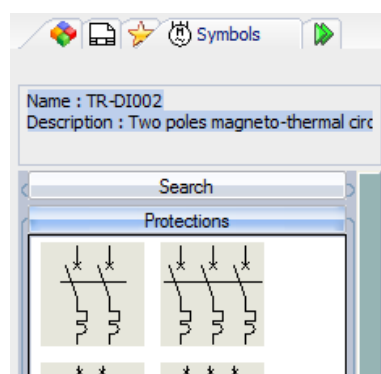 Symbols
Name : TR-DI002
Description : Two poles magneto-thermal circ
Search
Protections